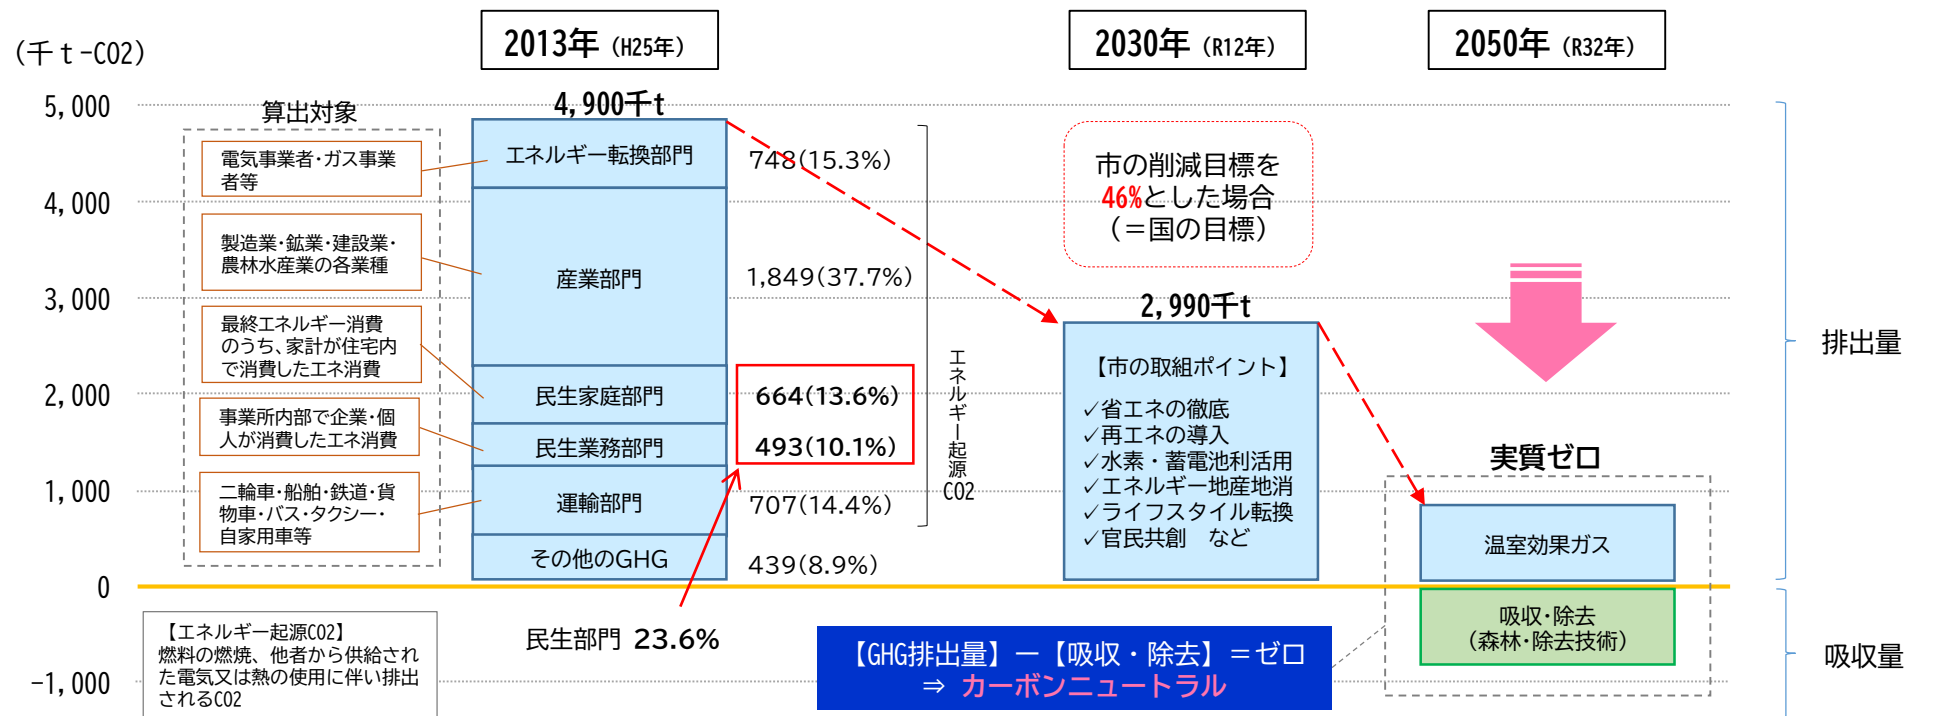 (千ｔ-CO2)
2013年 (H25年)
2030年 (R12年)
2050年 (R32年)
5,000
4,000
3,000
2,000
1,000
0
-1,000
算出対象
電気事業者・ガス事業
者等
製造業・鉱業・建設業・
農林水産業の各業種
最終エネルギー消費
のうち、家計が住宅内
で消費したエネ消費
事業所内部で企業・個
人が消費したエネ消費
二輪車・船舶・鉄道・貨
物車・バス・タクシー・
自家用車等
4,900千t
エネルギー転換部門
産業部門
民生家庭部門
民生業務部門
運輸部門
その他のGHG
748(15.3%)
1,849(37.7%)
664(13.6%)
493(10.1%)
707(14.4%)
439(8.9%)
エネルギー起源CO2
民生部門 23.6%
【エネルギー起源CO2】
燃料の燃焼、他者から供給され
た電気又は熱の使用に伴い排出
されるCO2
市の削減目標を
46%とした場合
(＝国の目標)
2,990千t
【市の取組ポイント】
✓省エネの徹底
✓再エネの導入
✓水素・蓄電池利活用
✓エネルギー地産地消
✓ライフスタイル転換
✓官民共創　など
実質ゼロ
温室効果ガス
吸収・除去
(森林・除去技術)
【GHG排出量】ー【吸収・除去】＝ゼロ
⇒ カーボンニュートラル
排出量
吸収量